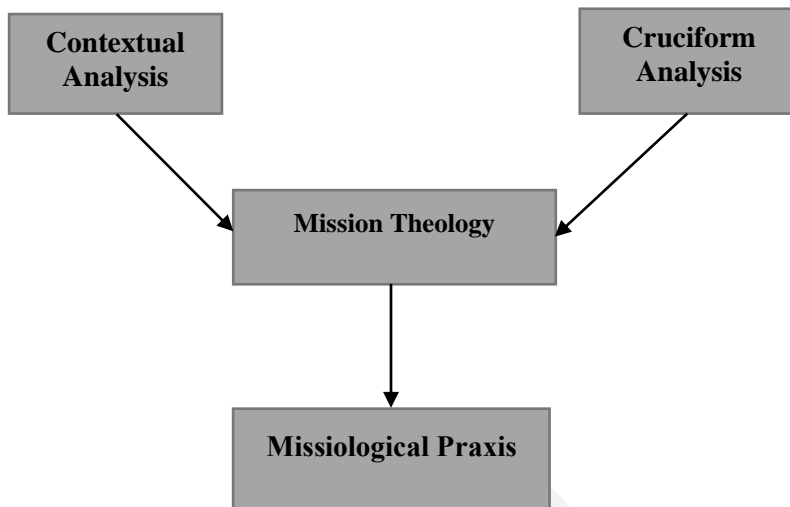 Contextual
Analysis
Cruciform
Analysis
Mission Theology
Missiological Praxis